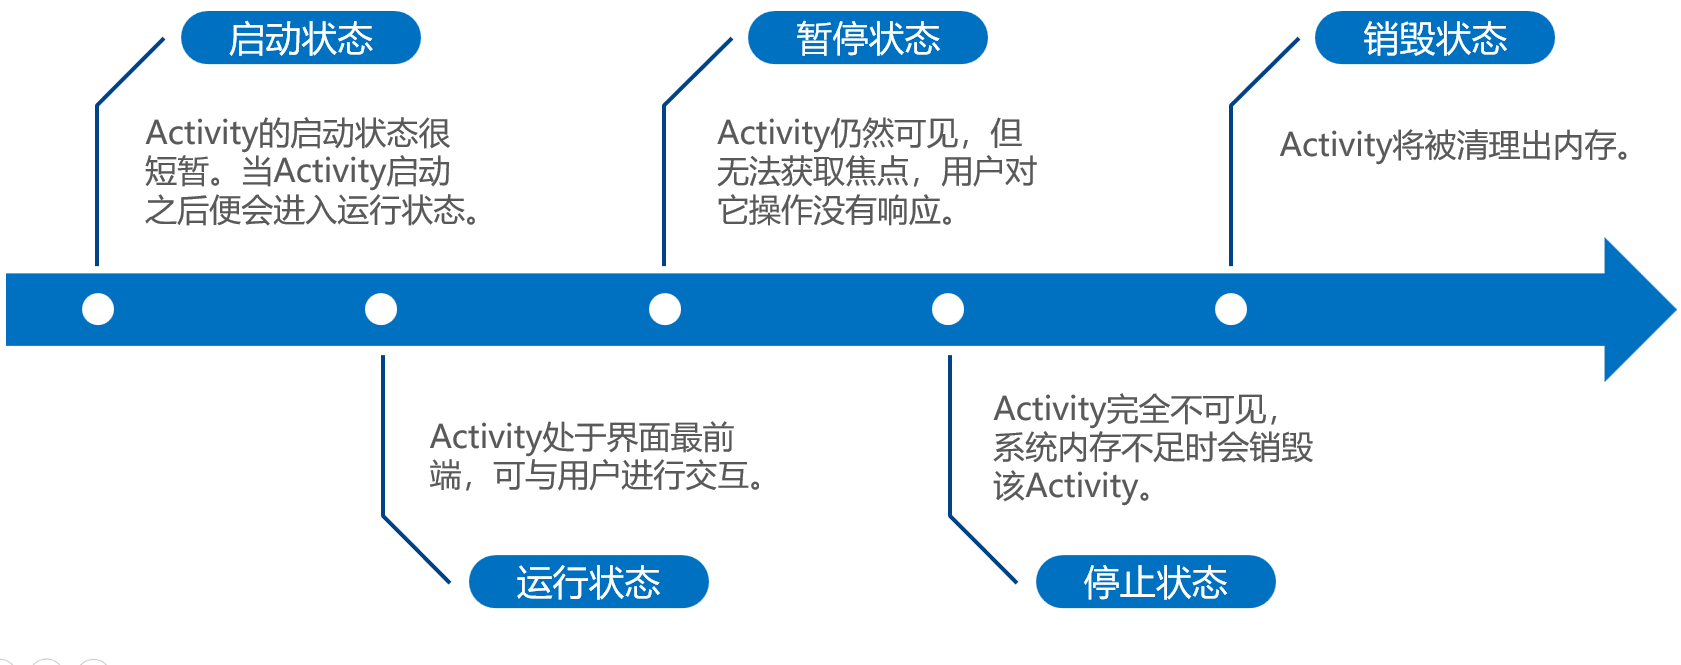 启动状态
Activity的启动状态很
短暂。当Activity启动
之后便会进入运行状态。
Activity处于界面最前
端，可与用户进行交互。
运行状态
暂停状态
Activity仍然可见，但
无法获取焦点，用户对
它操作没有响应。
Activity完全不可见，
系统内存不足时会销毁
该Activity。
停止状态
销毁状态
Activity将被清理出内存。